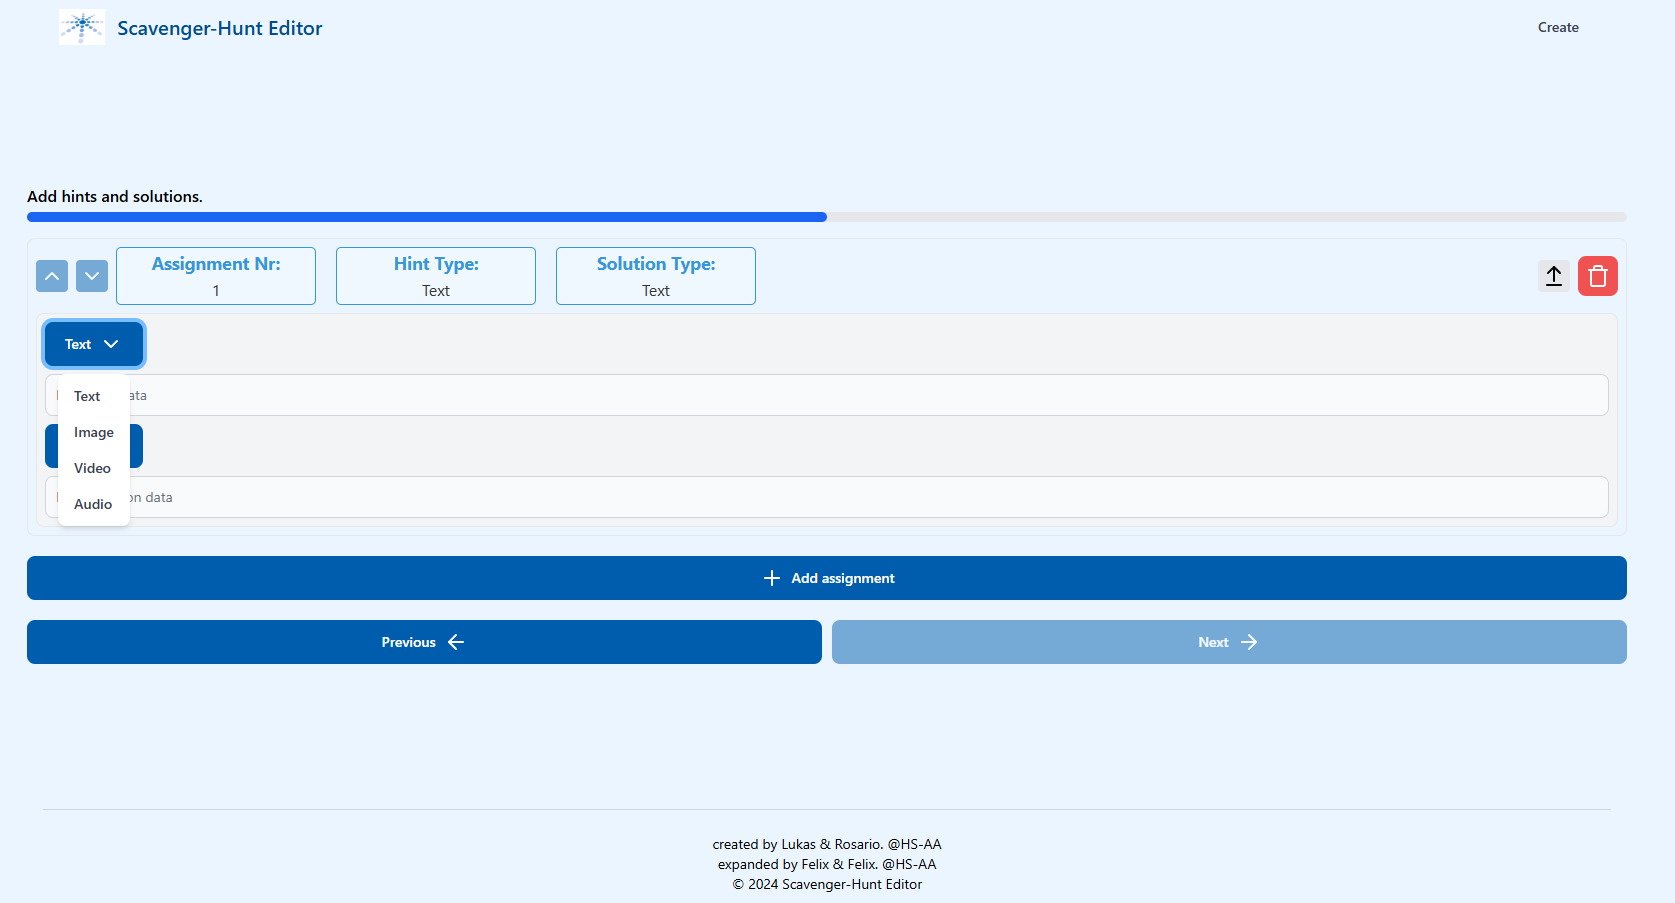 Scavenger-Hunt Editor
Create
Add hints and solutions.
Assignment Nr:
1
Hint Type:
Text
Solution Type:
Text
Text
Text
Image
Video
Audio
data
Add assignment
Previous
Next
created by Lukas & Rosario. @HS-AA
expanded by Felix & Felix. @HS-AA
© 2024 Scavenger-Hunt Editor